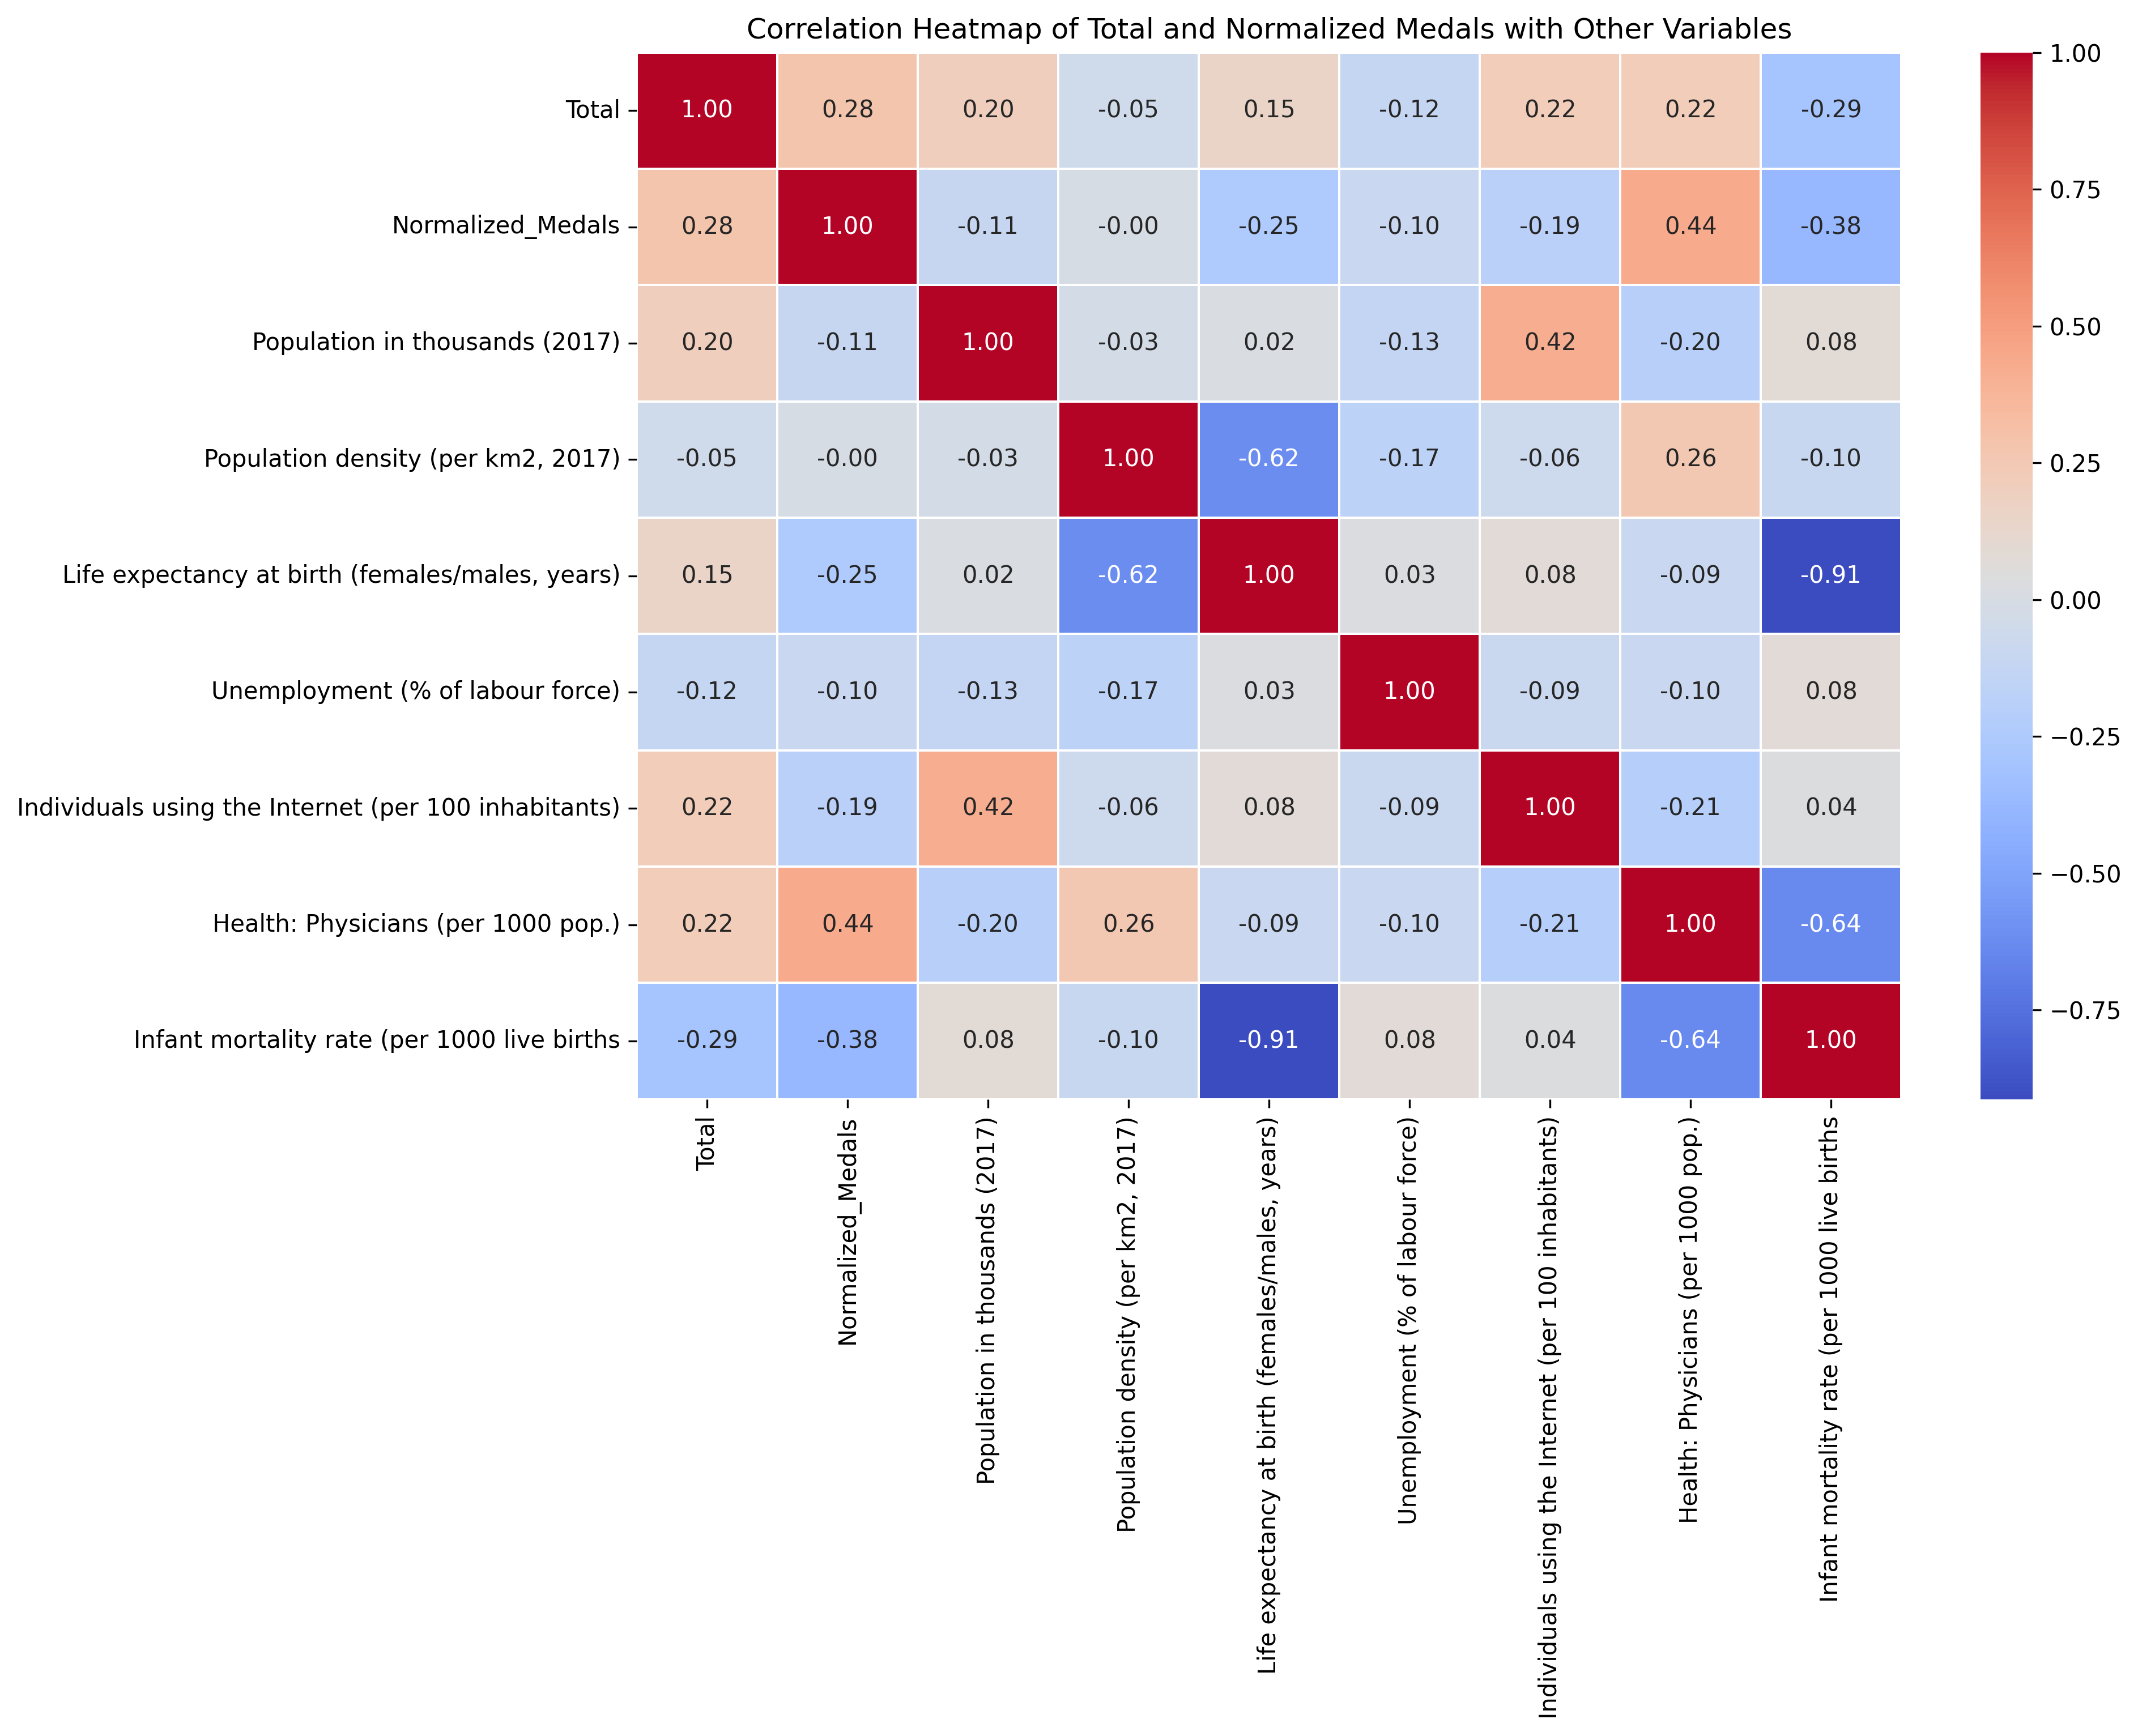 Correlation Heatmap of Total and Normalized Medals with Other Variables
Total 1.00 0.28 0.20 -0.05 0.15 -0.12 0.22 0.22 -0.29
Normalized_Medals 0.28 1.00 -0.11 -0.00 -0.25 -0.10 -0.19 0.44 -0.38
Population in thousands (2017) 0.20 -0.11 1.00 -0.03 0.02 -0.13 0.42 -0.20 0.08
Population density (per km2, 2017) -0.05 -0.00 -0.03 1.00 -0.62 -0.17 -0.06 0.26 -0.10
Life expectancy at birth (females/males, years) 0.15 -0.25 0.02 -0.62 1.00 0.03 0.08 -0.09 -0.91
Unemployment (% of labour force) -0.12 -0.10 -0.13 -0.17 0.03 1.00 -0.09 -0.10 0.08
Individuals using the Internet (per 100 inhabitants) 0.22 -0.19 0.42 -0.06 0.08 -0.09 1.00 -0.21 0.04
Health: Physicians (per 1000 pop.) 0.22 0.44 -0.20 0.26 -0.09 -0.10 -0.21 1.00 -0.64
Infant mortality rate (per 1000 live births -0.29 -0.38 0.08 -0.10 -0.91 0.08 0.04 -0.64 1.00
Total
Normalized_Medals
Population in thousands (2017)
Population density (per km2, 2017)
Life expectancy at birth (females/males, years)
Unemployment (% of labour force)
Individuals using the Internet (per 100 inhabitants)
Health: Physicians (per 1000 pop.)
Infant mortality rate (per 1000 live births
1.00
0.75
0.50
0.25
0.00
−0.25
−0.50
−0.75